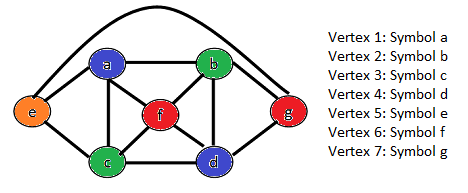 a
b
e
f
g
c
d
Vertex 1: Symbol a
Vertex 2: Symbol b
Vertex 3: Symbol c
Vertex 4: Symbol d
Vertex 5: Symbol e
Vertex 6: Symbol f
Vertex 7: Symbol g